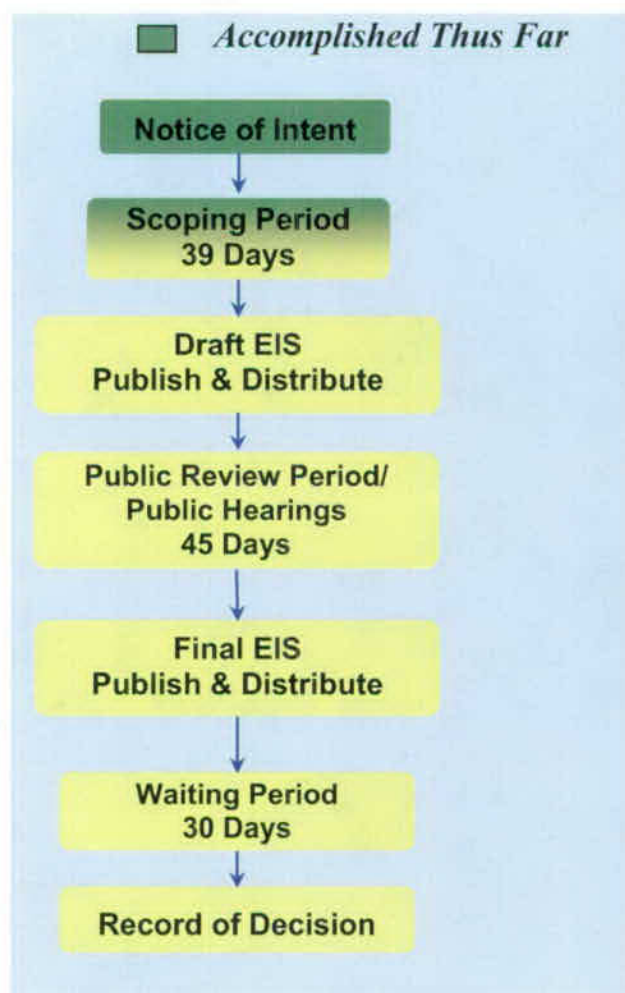 Accomplished Thus Far
Notice of Intent
Scoping Period
39 Days
Draft EIS
Publish & Distribute
Public Review Period/
Public Hearings
45 Days
Final EIS
Publish & Distribute
Waiting Period
30 Days
Record of Decision